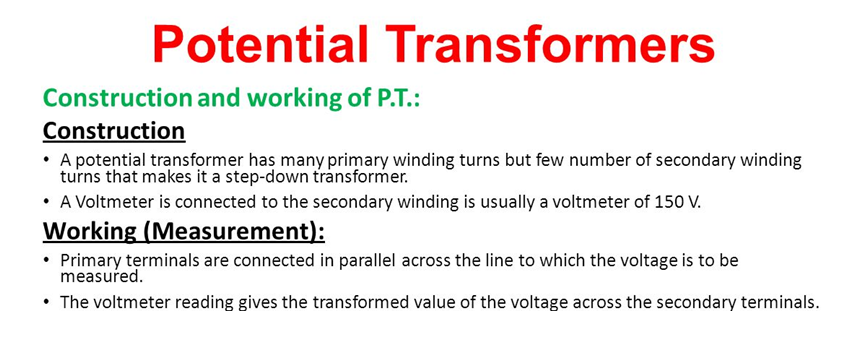 Potential Transformers
Construction and working of P.T.:
Construction
• A potential transformer has many primary winding turns but few number of secondary winding
turns that makes it a step-down transformer.
• A Voltmeter is connected to the secondary winding is usually a voltmeter of 150 V.
Working (Measurement):
• Primary terminals are connected in parallel across the line to which the voltage is to be
measured.
• The voltmeter reading gives the transformed value of the voltage across the secondary terminals.